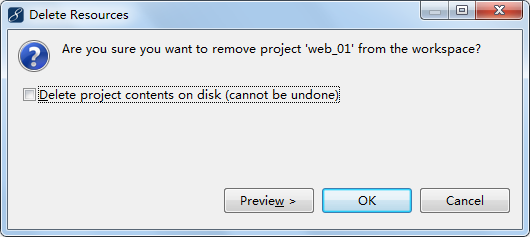 Delete Resources
Are you sure you want to remove project 'web_01' from the workspace?
Delete project contents on disk (cannot be undone)
Preview > OK Cancel